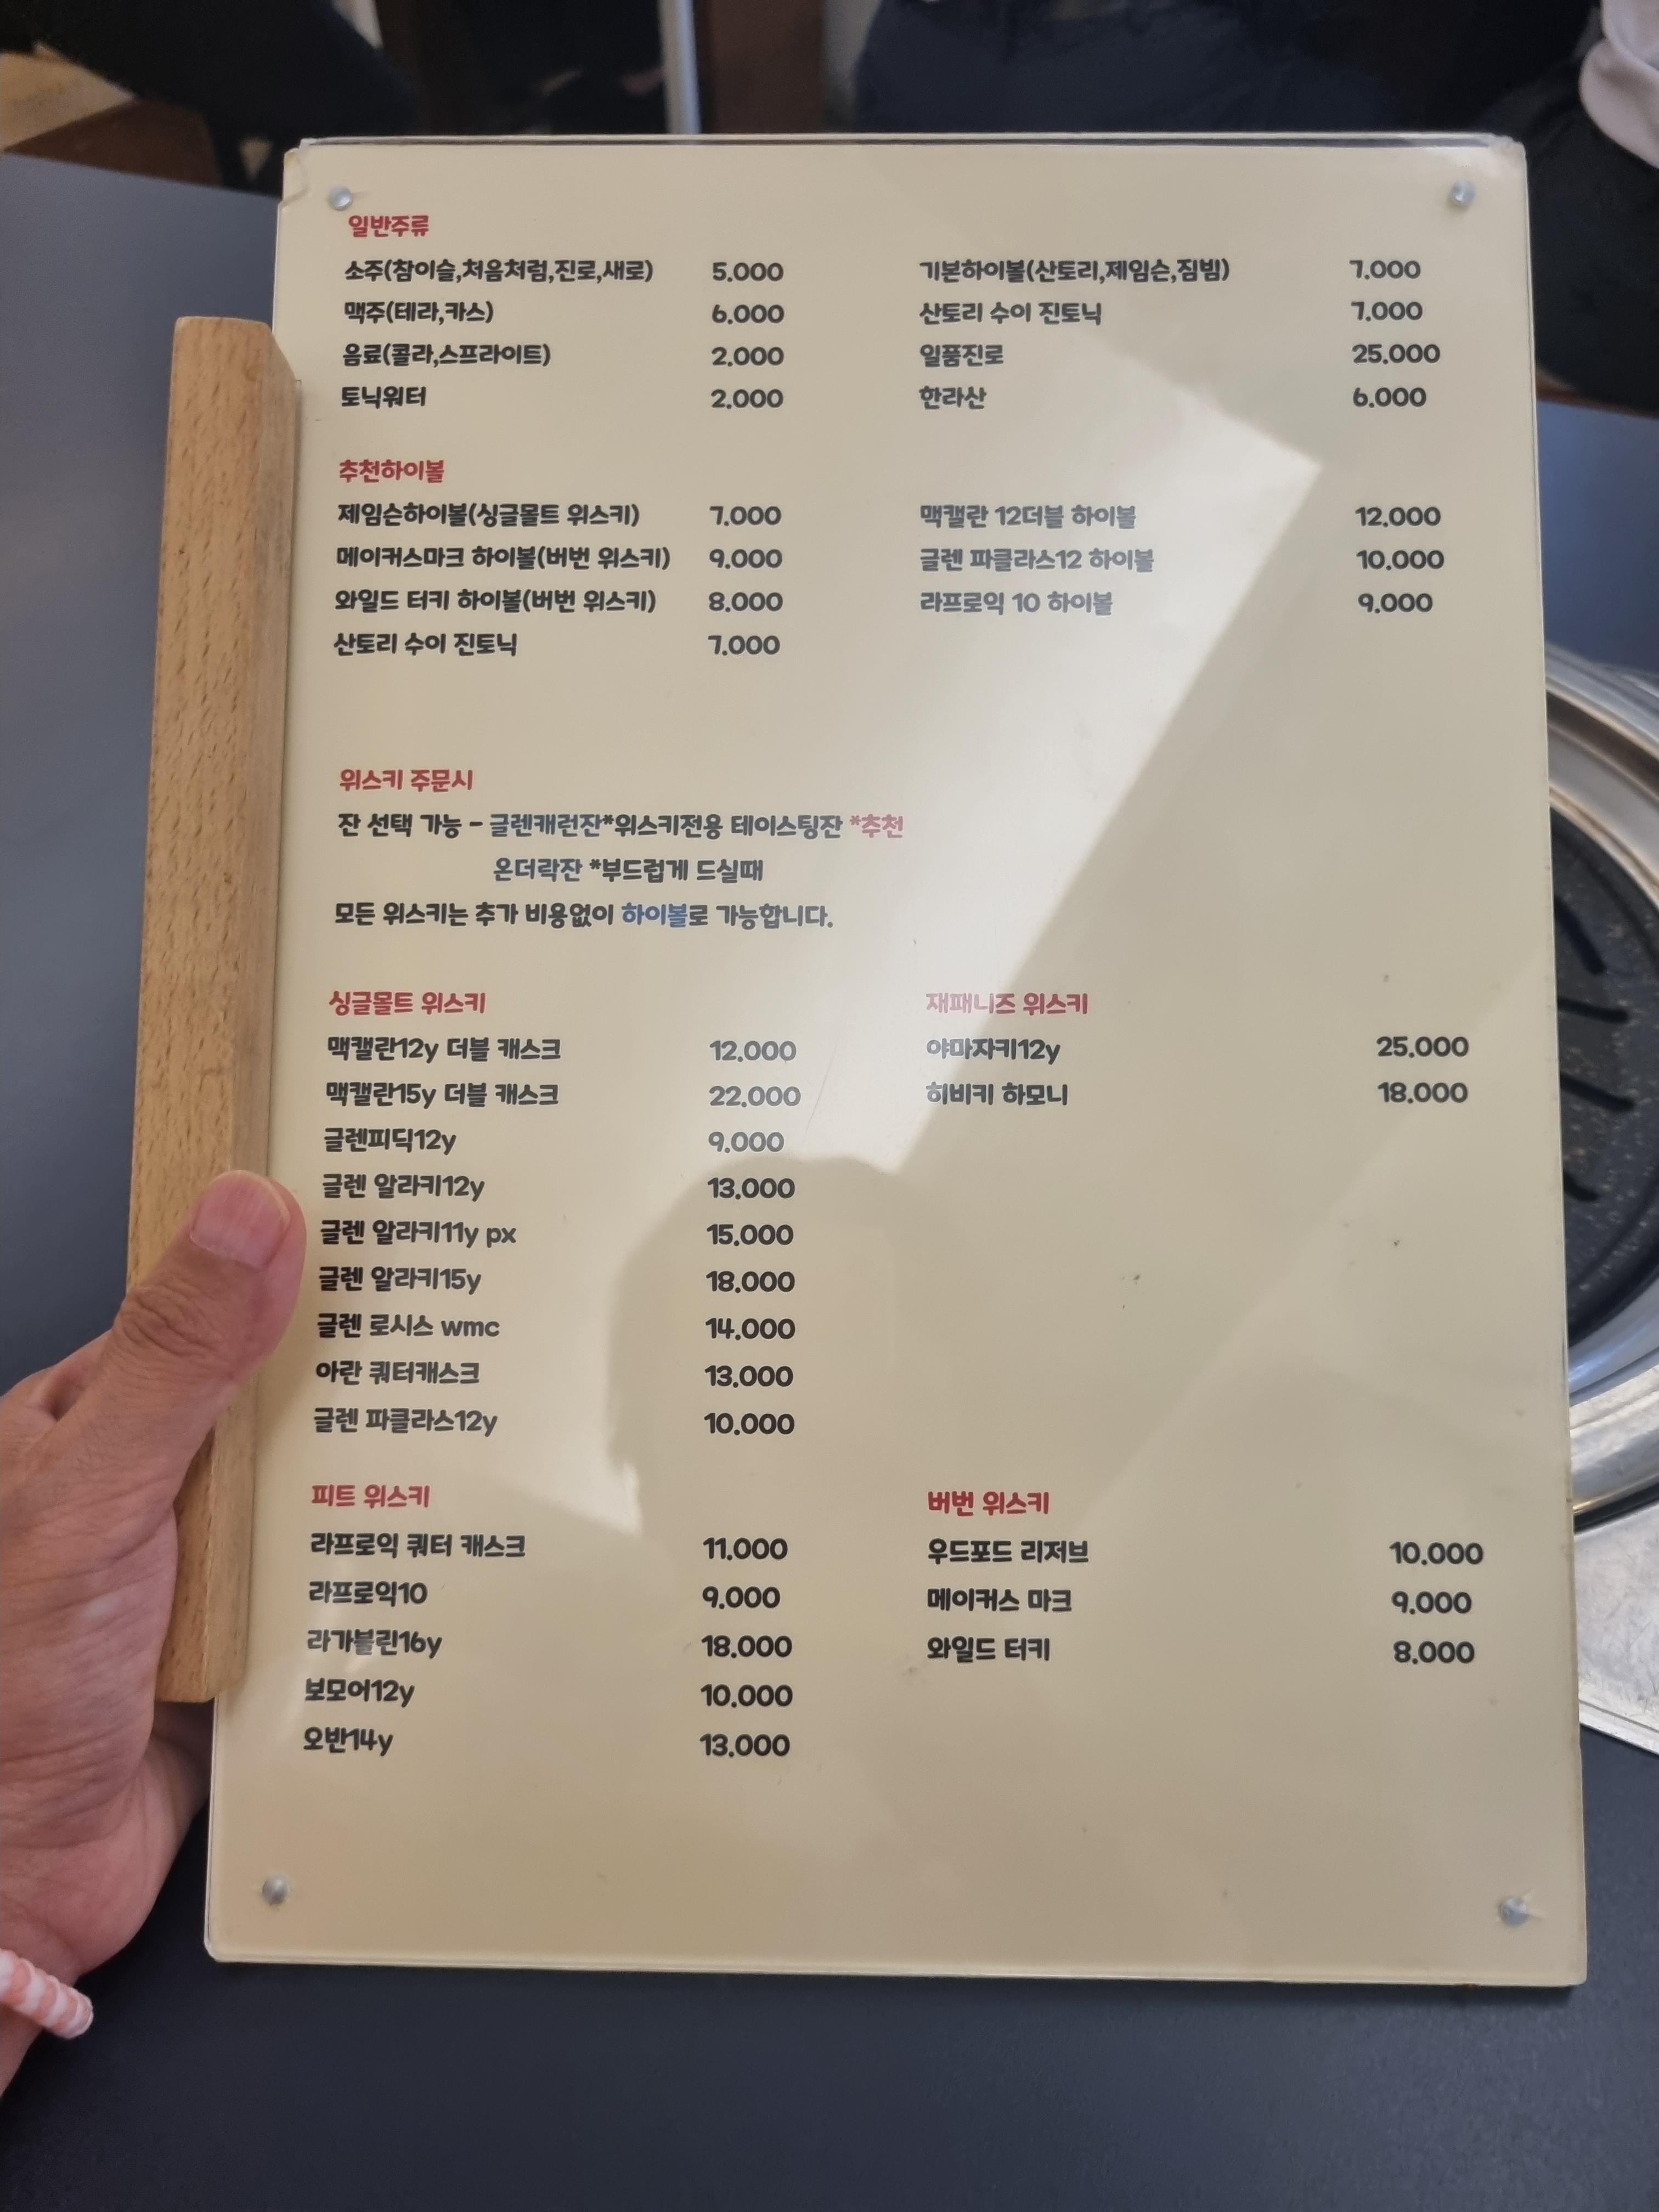 일반주류
소주(참이슬,처음처럼,진로,새로) 5.000 기본하이볼(산토리,제임슨,짐빔) 7.000
맥주(테라,카스) 6.000 산토리 수이 진토닉 7.000
음료(콜라,스프라이트) 2.000 일품진로 25.000
토닉워터 2.000 한라산 6.000
추천하이볼
제임슨하이볼(싱글몰트 위스키) 7.000 맥캘란 12더블 하이볼 12.000
메이커스마크 하이볼(버번 위스키) 9.000 글렌 파클라스12 하이볼 10.000
와일드 터키 하이볼(버번 위스키) 8.000 라프로익 10 하이볼 9.000
산토리 수이 진토닉 7.000
위스키 주문시
잔 선택 가능 - 글렌캐런잔*위스키전용 테이스팅잔 *추천
온더락잔 *부드럽게 드실때
모든 위스키는 추가 비용없이 하이볼로 가능합니다.
싱글몰트 위스키 재패니즈 위스키
맥캘란12y 더블 캐스크 12.000 야마자키12y 25.000
맥캘란15y 더블 캐스크 22.000 히비키 하모니 18.000
글렌피딕12y 9.000
글렌 알라키12y 13.000
글렌 알라키11y px 15.000
글렌 알라키15y 18.000
글렌 로시스 wmc 14.000
아란 쿼터캐스크 13.000
글렌 파클라스12y 10.000
피트 위스키 버번 위스키
라프로익 쿼터 캐스크 11.000 우드포드 리저브 10.000
라프로익10 9.000 메이커스 마크 9.000
라가불린16y 18.000 와일드 터키 8.000
보모어12y 10.000
오반14y 13.000